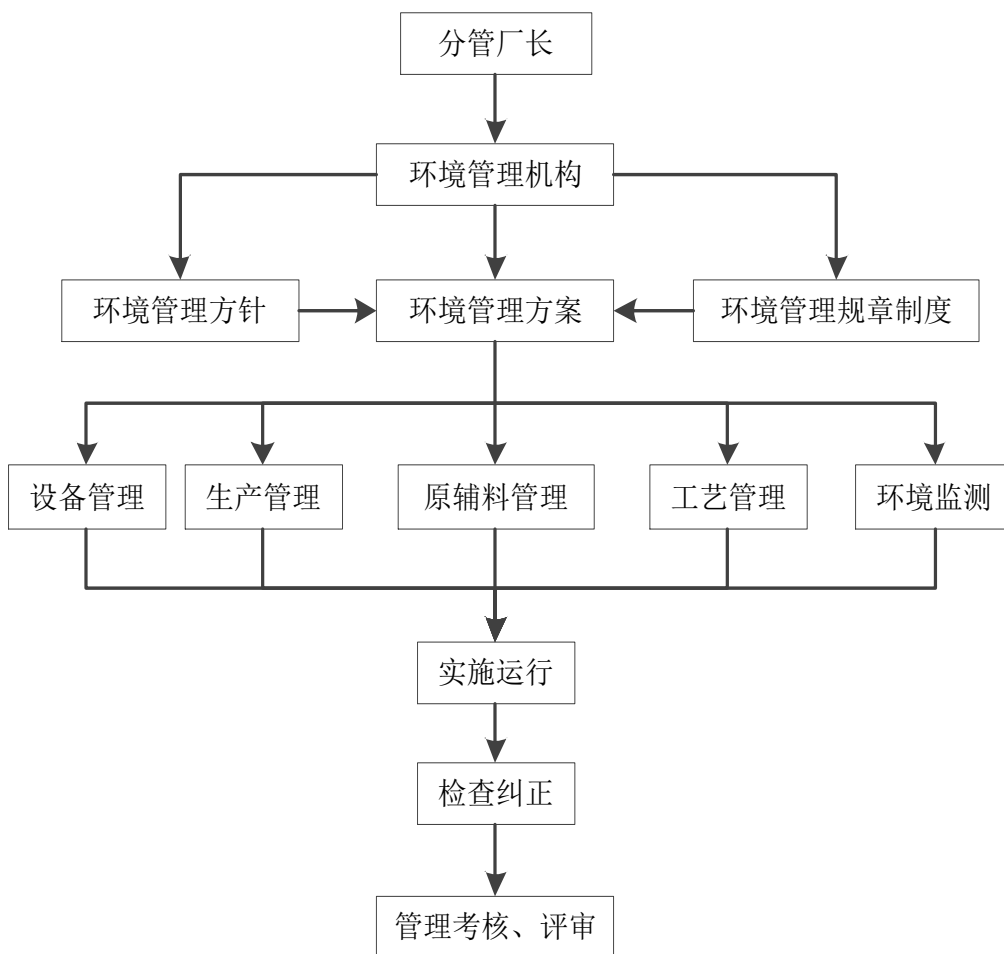 分管厂长
环境管理机构
环境管理方针
环境管理方案
环境管理规章制度
设备管理
生产管理
原辅料管理
工艺管理
环境监测
实施运行
检查纠正
管理考核、评审